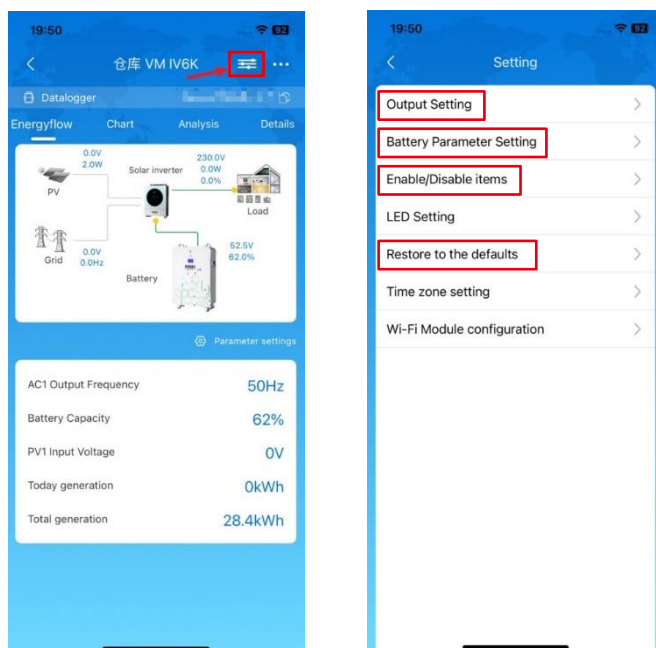 19:50
92
仓库 VM IV6K
Datalogger
Energyflow Chart Analysis Details
0.0V
2.0W
PV
Solar inverter
230.0V
0.0W
0.0%
Load
Grid
0.0V
0.0Hz
Battery
52.5V
62.0%
Parameter settings
AC1 Output Frequency 50Hz
Battery Capacity 62%
PV1 Input Voltage 0V
Today generation 0kWh
Total generation 28.4kWh
19:50
92
Setting
Output Setting
Battery Parameter Setting
Enable/Disable items
LED Setting
Restore to the defaults
Time zone setting
Wi-Fi Module configuration